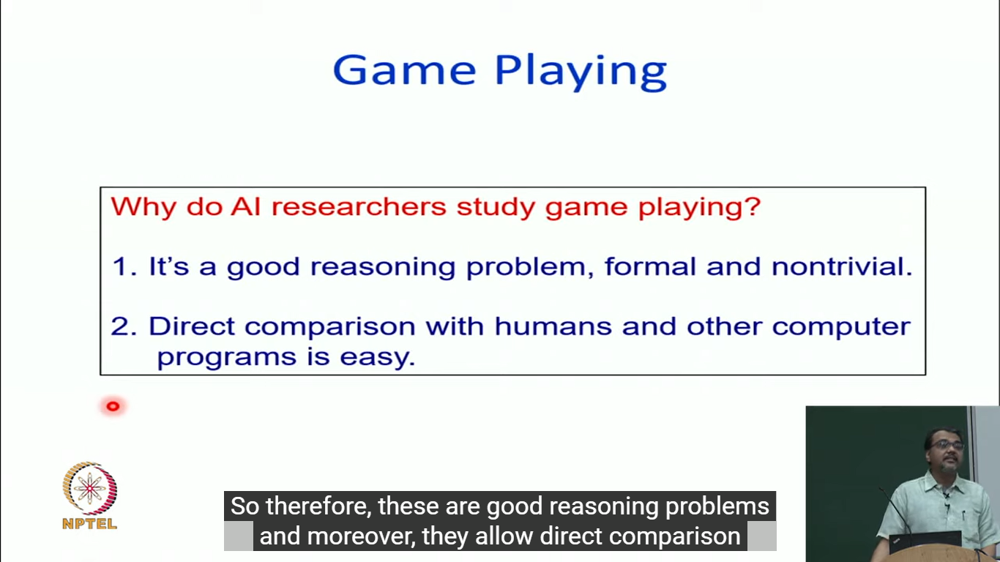 Game Playing
Why do AI researchers study game playing?
1. It’s a good reasoning problem, formal and nontrivial.
2. Direct comparison with humans and other computer
programs is easy.
NPTEL
So therefore, these are good reasoning problems
and moreover, they allow direct comparison